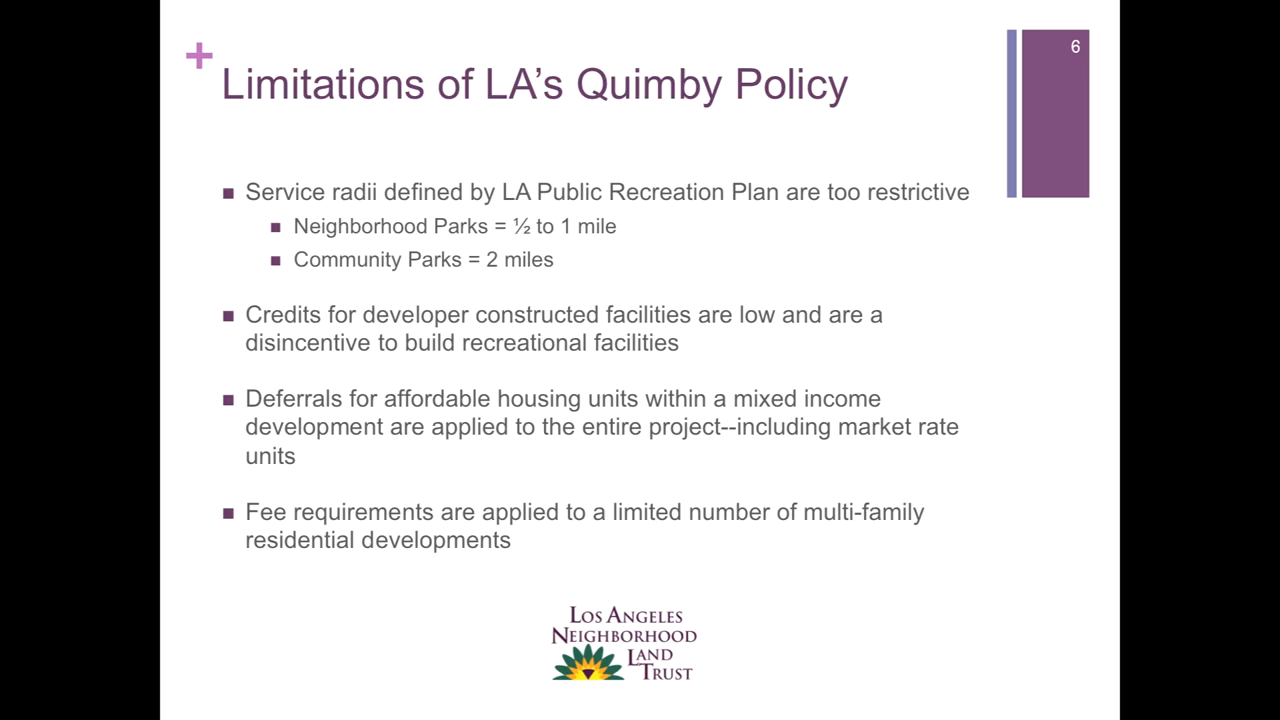 6
+
Limitations of LA’s Quimby Policy
■ Service radii defined by LA Public Recreation Plan are too restrictive
■ Neighborhood Parks = ½ to 1 mile
■ Community Parks = 2 miles
■ Credits for developer constructed facilities are low and are a
disincentive to build recreational facilities
■ Deferrals for affordable housing units within a mixed income
development are applied to the entire project--including market rate
units
■ Fee requirements are applied to a limited number of multi-family
residential developments
LOS ANGELES
NEIGHBORHOOD
LAND
TRUST